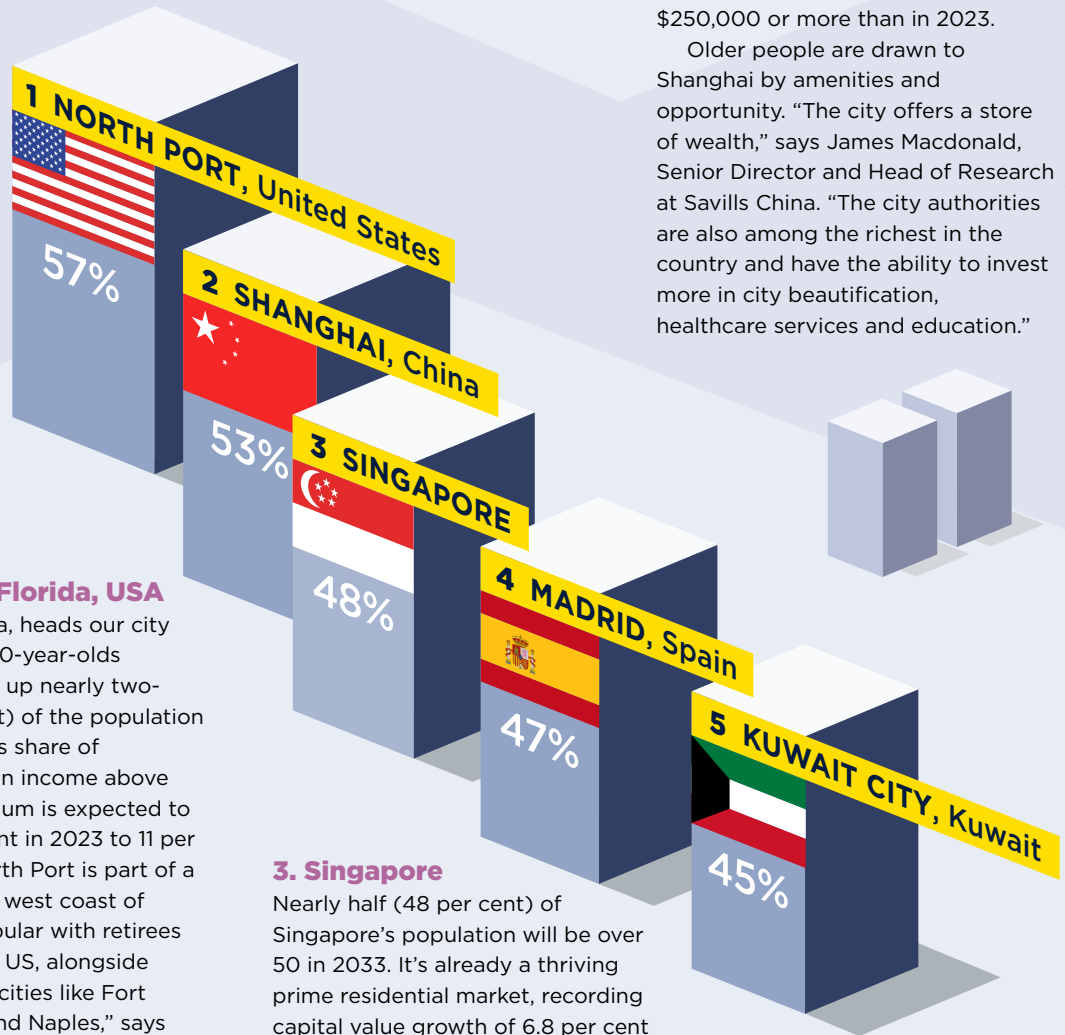 1 NORTH PORT, United States
57%
2 SHANGHAI, China
53%
3 SINGAPORE
48%
4 MADRID, Spain
47%
5 KUWAIT CITY, Kuwait
45%
Florida, USA
a, heads our city
0-year-olds
up nearly two-
t) of the population
s share of
n income above
um is expected to
nt in 2023 to 11 per
rth Port is part of a
west coast of
pular with retirees
US, alongside
cities like Fort
nd Naples,” says
3. Singapore
Nearly half (48 per cent) of
Singapore’s population will be over
50 in 2033. It’s already a thriving
prime residential market, recording
capital value growth of 6.8 per cent
$250,000 or more than in 2023.
Older people are drawn to
Shanghai by amenities and
opportunity. “The city offers a store
of wealth,” says James Macdonald,
Senior Director and Head of Research
at Savills China. “The city authorities
are also among the richest in the
country and have the ability to invest
more in city beautification,
healthcare services and education.”